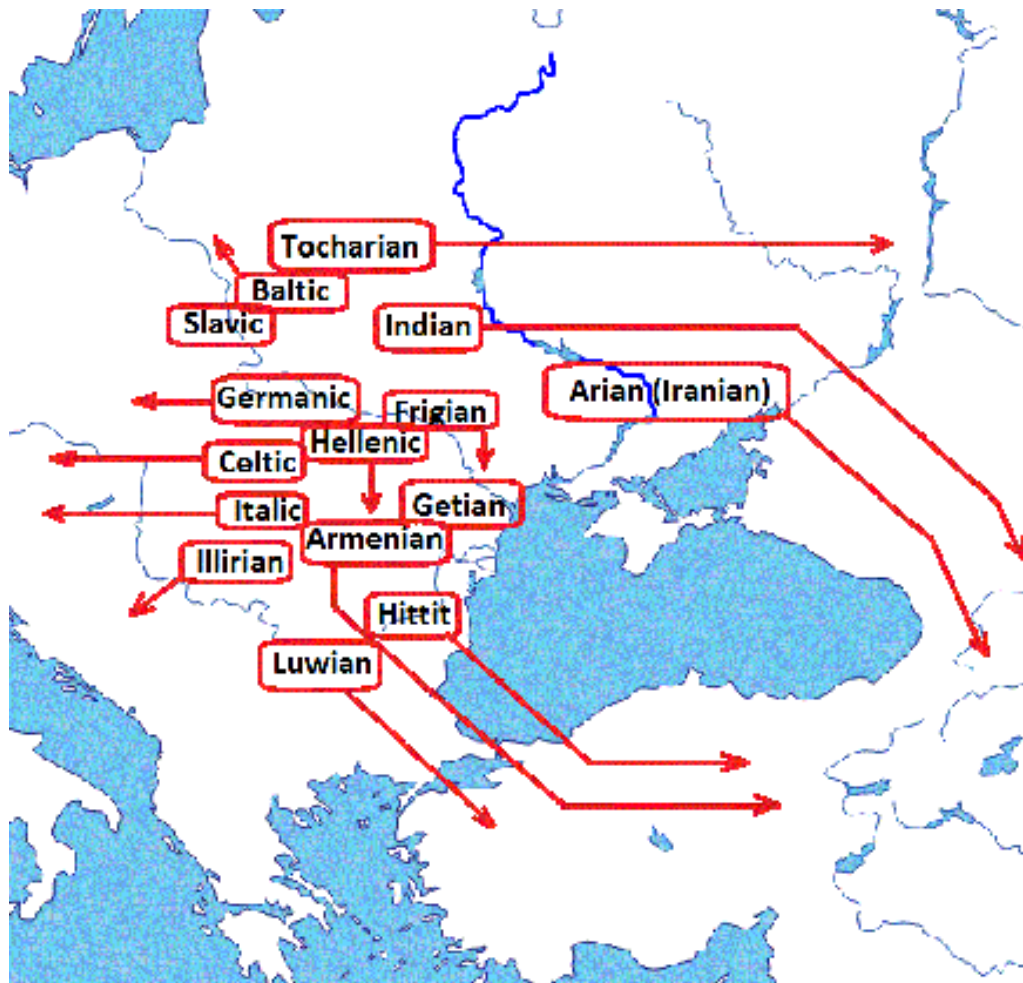 Tocharian
Baltic
Slavic
Indian
Germanic
Frigian
Arian (Iranian)
Hellenic
Celtic
Italic
Getian
Armenian
Illirian
Hittit
Luwian